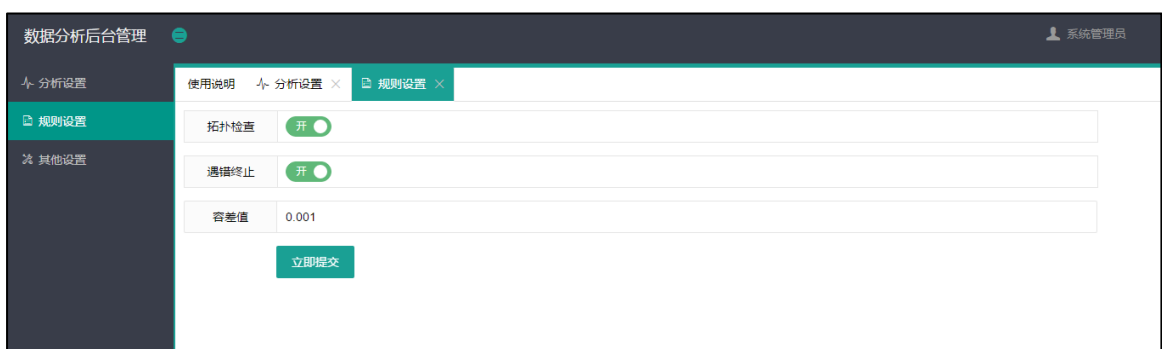 数据分析后台管理
系统管理员
分析设置
规则设置
其他设置
使用说明 分析设置 规则设置
拓扑检查 开
遇错终止 开
容差值 0.001
立即提交